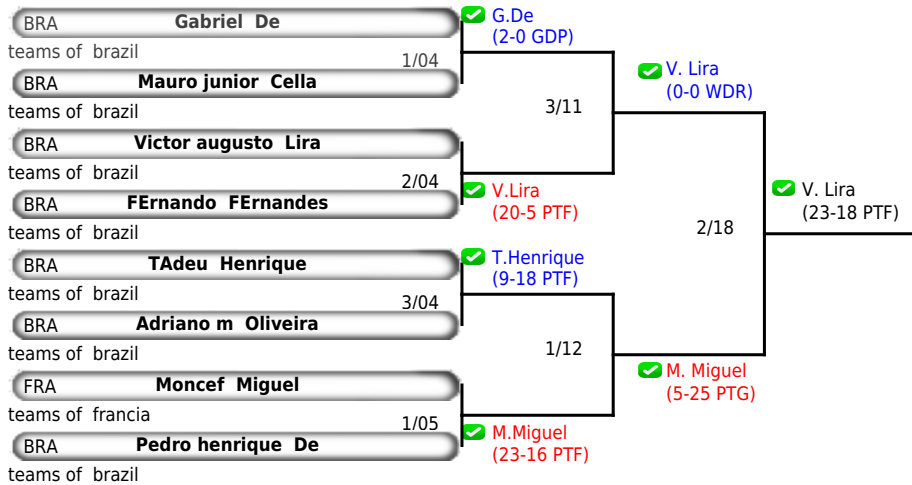 BRA Gabriel De
teams of brazil
1/04
BRA Mauro junior Cella
teams of brazil
BRA Victor augusto Lira
teams of brazil
2/04
BRA FErnando FErnandes
teams of brazil
BRA TAdeu Henrique
teams of brazil
3/04
BRA Adriano m Oliveira
teams of brazil
FRA Moncef Miguel
teams of francia
1/05
BRA Pedro henrique De
teams of brazil
G.De
(2-0 GDP)
3/11
V.Lira
(20-5 PTF)
T.Henrique
(9-18 PTF)
1/12
M.Miguel
(23-16 PTF)
V. Lira
(0-0 WDR)
2/18
M. Miguel
(5-25 PTG)
V. Lira
(23-18 PTF)